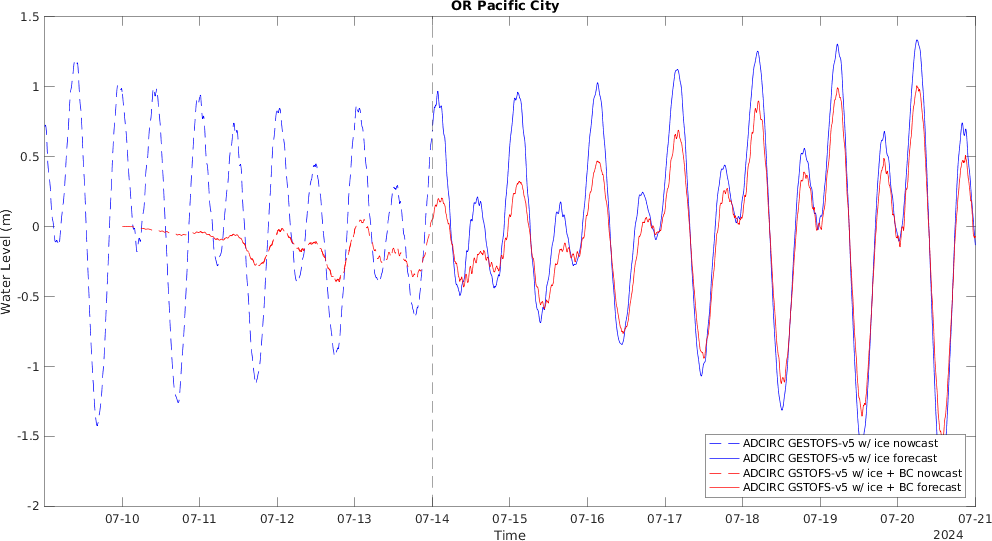 OR Pacific City
1.5
1
0.5
0
-0.5
-1
-1.5
-2
Water Level (m)
ADCIRC GESTOFS-v5 w/ ice nowcast
ADCIRC GESTOFS-v5 w/ ice forecast
ADCIRC GSTOFS-v5 w/ ice + BC nowcast
ADCIRC GSTOFS-v5 w/ ice + BC forecast
07-10 07-11 07-12 07-13 07-14 07-15 07-16 07-17 07-18 07-19 07-20 07-21
Time
2024